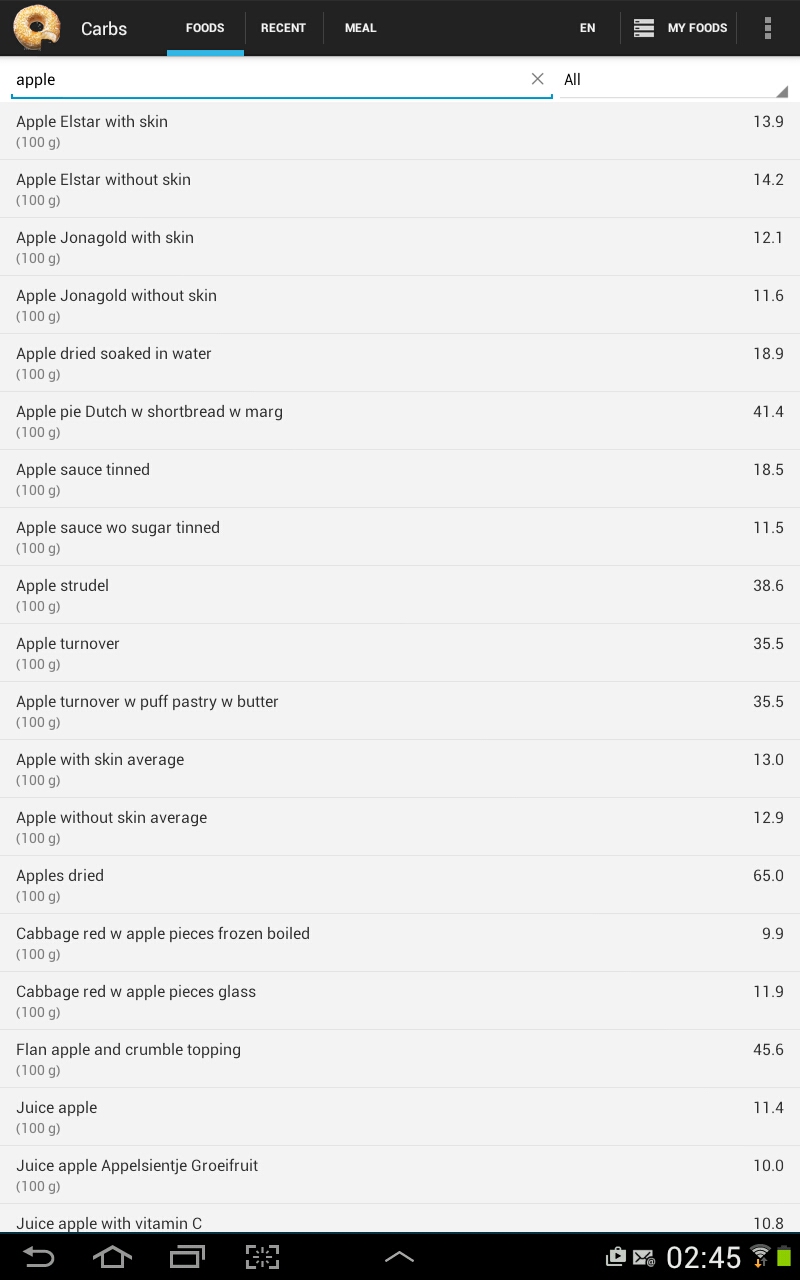 Carbs FOODS RECENT MEAL EN MY FOODS
apple All
Apple Elstar with skin 13.9
(100 g)
Apple Elstar without skin 14.2
(100 g)
Apple Jonagold with skin 12.1
(100 g)
Apple Jonagold without skin 11.6
(100 g)
Apple dried soaked in water 18.9
(100 g)
Apple pie Dutch w shortbread w marg 41.4
(100 g)
Apple sauce tinned 18.5
(100 g)
Apple sauce wo sugar tinned 11.5
(100 g)
Apple strudel 38.6
(100 g)
Apple turnover 35.5
(100 g)
Apple turnover w puff pastry w butter 35.5
(100 g)
Apple with skin average 13.0
(100 g)
Apple without skin average 12.9
(100 g)
Apples dried 65.0
(100 g)
Cabbage red w apple pieces frozen boiled 9.9
(100 g)
Cabbage red w apple pieces glass 11.9
(100 g)
Flan apple and crumble topping 45.6
(100 g)
Juice apple 11.4
(100 g)
Juice apple Appelsientje Groeifruit 10.0
(100 g)
Juice apple with vitamin C 10.8
02:45